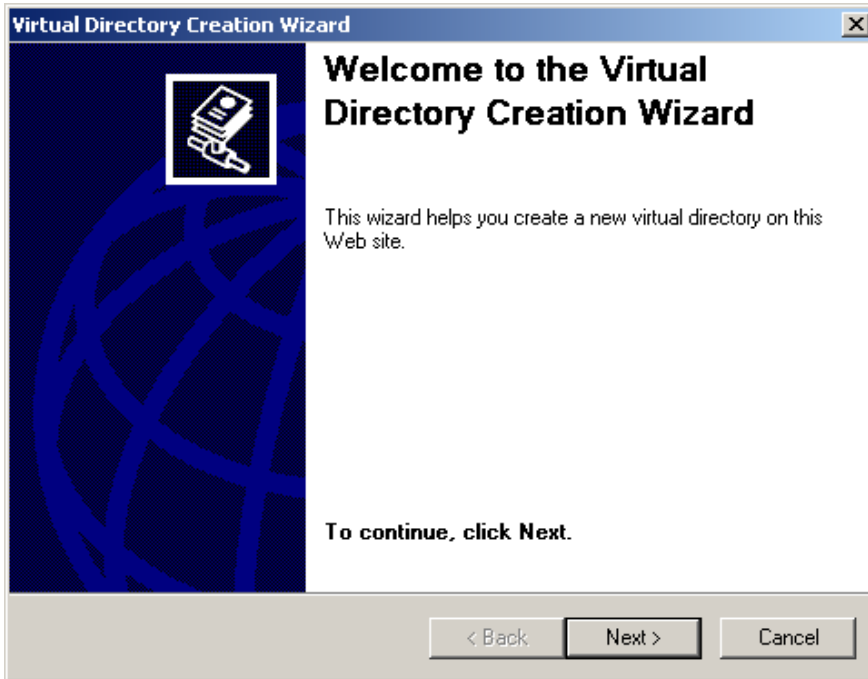 Virtual Directory Creation Wizard
Welcome to the Virtual
Directory Creation Wizard
This wizard helps you create a new virtual directory on this
Web site.
To continue, click Next.
< Back
Next >
Cancel